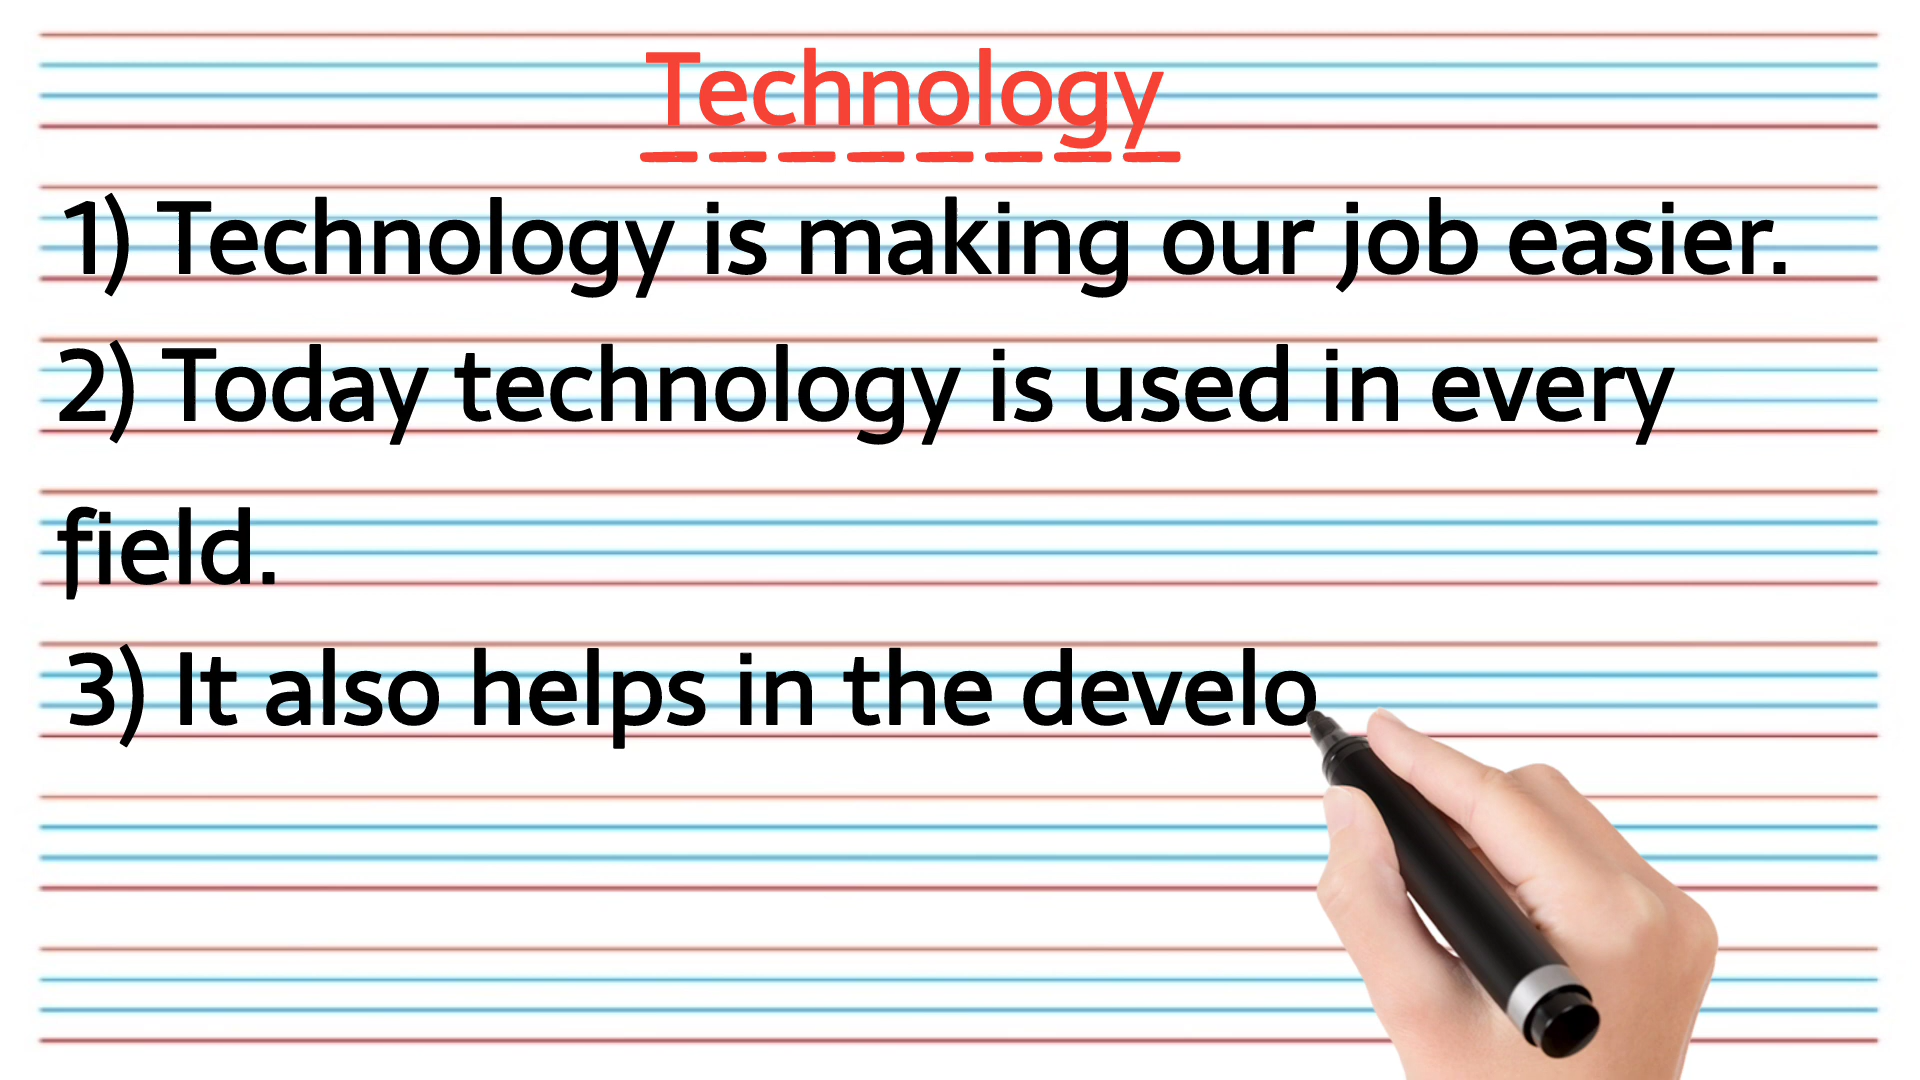 Technology
1) Technology is making our job easier.
2) Today technology is used in every
field.
3) It also helps in the develo